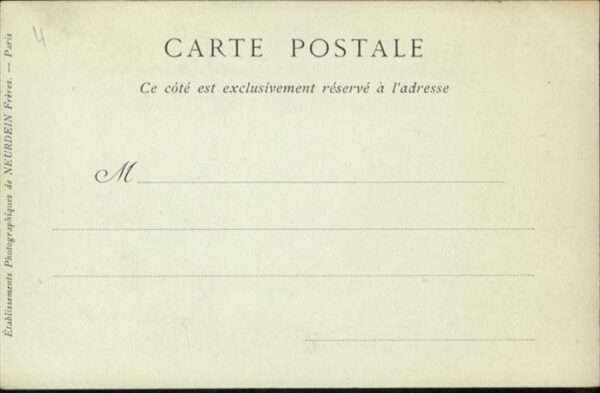 4
CARTE POSTALE
Ce côté est exclusivement réservé à l'adresse
M
Établissements Photographiques de NEURDEIN Frères. — Paris